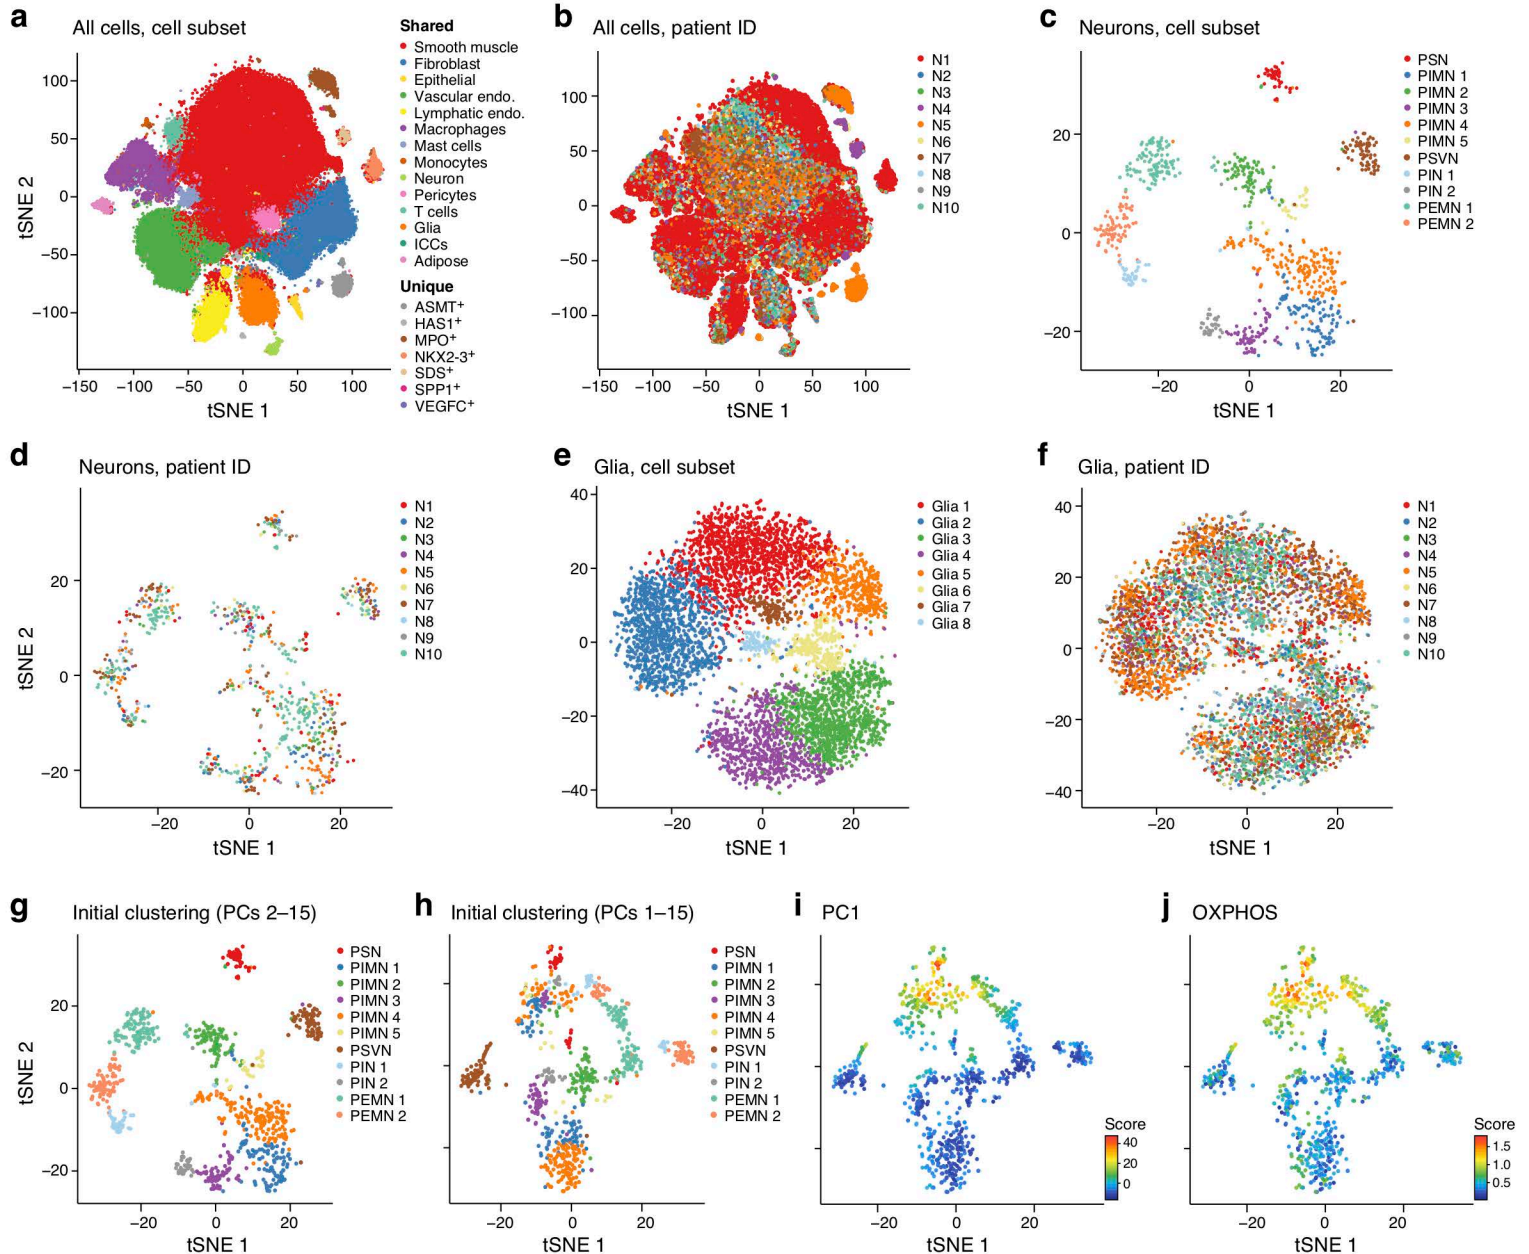 a
All cells, cell subset
tSNE 2
100
50
0
−50
−100
−150
−100
−50
0
50
100
tSNE 1
Shared
Smooth muscle
Fibroblast
Epithelial
Vascular endo.
Lymphatic endo.
Macrophages
Mast cells
Monocytes
Neuron
Pericytes
T cells
Glia
ICCs
Adipose
Unique
ASMT+
HAS1+
MPO+
NKX2-3+
SDS+
SPP1+
VEGFC+
b
All cells, patient ID
100
50
0
−50
−100
−150
−100
−50
0
50
100
tSNE 1
N1
N2
N3
N4
N5
N6
N7
N8
N9
N10
c
Neurons, cell subset
20
0
−20
−20
0
20
tSNE 1
PSN
PIMN 1
PIMN 2
PIMN 3
PIMN 4
PIMN 5
PSVN
PIN 1
PIN 2
PEMN 1
PEMN 2
d
Neurons, patient ID
tSNE 2
20
0
−20
−20
0
20
tSNE 1
N1
N2
N3
N4
N5
N6
N7
N8
N9
N10
e
Glia, cell subset
40
20
0
−20
−40
−20
0
20
tSNE 1
Glia 1
Glia 2
Glia 3
Glia 4
Glia 5
Glia 6
Glia 7
Glia 8
f
Glia, patient ID
40
20
0
−20
−40
−20
0
20
tSNE 1
N1
N2
N3
N4
N5
N6
N7
N8
N9
N10
g
Initial clustering (PCs 2–15)
tSNE 2
20
0
−20
−20
0
20
tSNE 1
PSN
PIMN 1
PIMN 2
PIMN 3
PIMN 4
PIMN 5
PSVN
PIN 1
PIN 2
PEMN 1
PEMN 2
h
Initial clustering (PCs 1–15)
−20
0
20
tSNE 1
PSN
PIMN 1
PIMN 2
PIMN 3
PIMN 4
PIMN 5
PSVN
PIN 1
PIN 2
PEMN 1
PEMN 2
i
PC1
−20
0
20
tSNE 1
Score
40
20
0
j
OXPHOS
−20
0
20
tSNE 1
Score
1.5
1.0
0.5